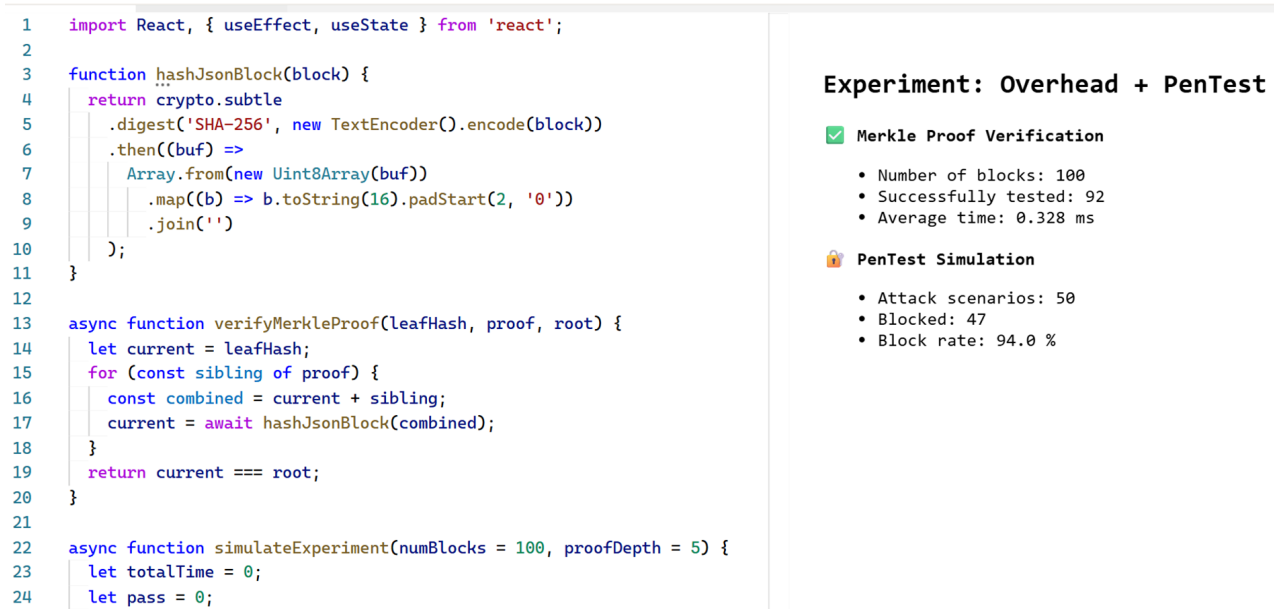 1 import React, { useEffect, useState } from 'react';
2
3 function hashJsonBlock(block) {
4 return crypto.subtle
5 .digest('SHA-256', new TextEncoder().encode(block))
6 .then((buf) =>
7 Array.from(new Uint8Array(buf))
8 .map((b) => b.toString(16).padStart(2, '0'))
9 .join('')
10 );
11 }
12
13 async function verifyMerkleProof(leafHash, proof, root) {
14 let current = leafHash;
15 for (const sibling of proof) {
16 const combined = current + sibling;
17 current = await hashJsonBlock(combined);
18 }
19 return current === root;
20 }
21
22 async function simulateExperiment(numBlocks = 100, proofDepth = 5) {
23 let totalTime = 0;
24 let pass = 0;
Experiment: Overhead + PenTest
✅ Merkle Proof Verification
• Number of blocks: 100
• Successfully tested: 92
• Average time: 0.328 ms
🔐 PenTest Simulation
• Attack scenarios: 50
• Blocked: 47
• Block rate: 94.0 %